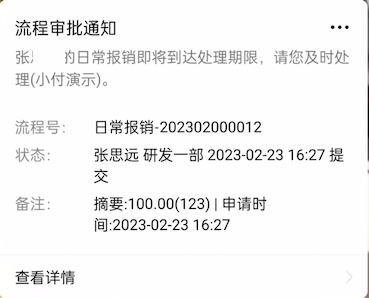 流程审批通知
张 的日常报销即将到达处理期限，请您及时处
理(小付演示)。
流程号： 日常报销-202302000012
状态： 张思远 研发一部 2023-02-23 16:27 提
交
备注： 摘要:100.00(123) | 申请时
间:2023-02-23 16:27
查看详情